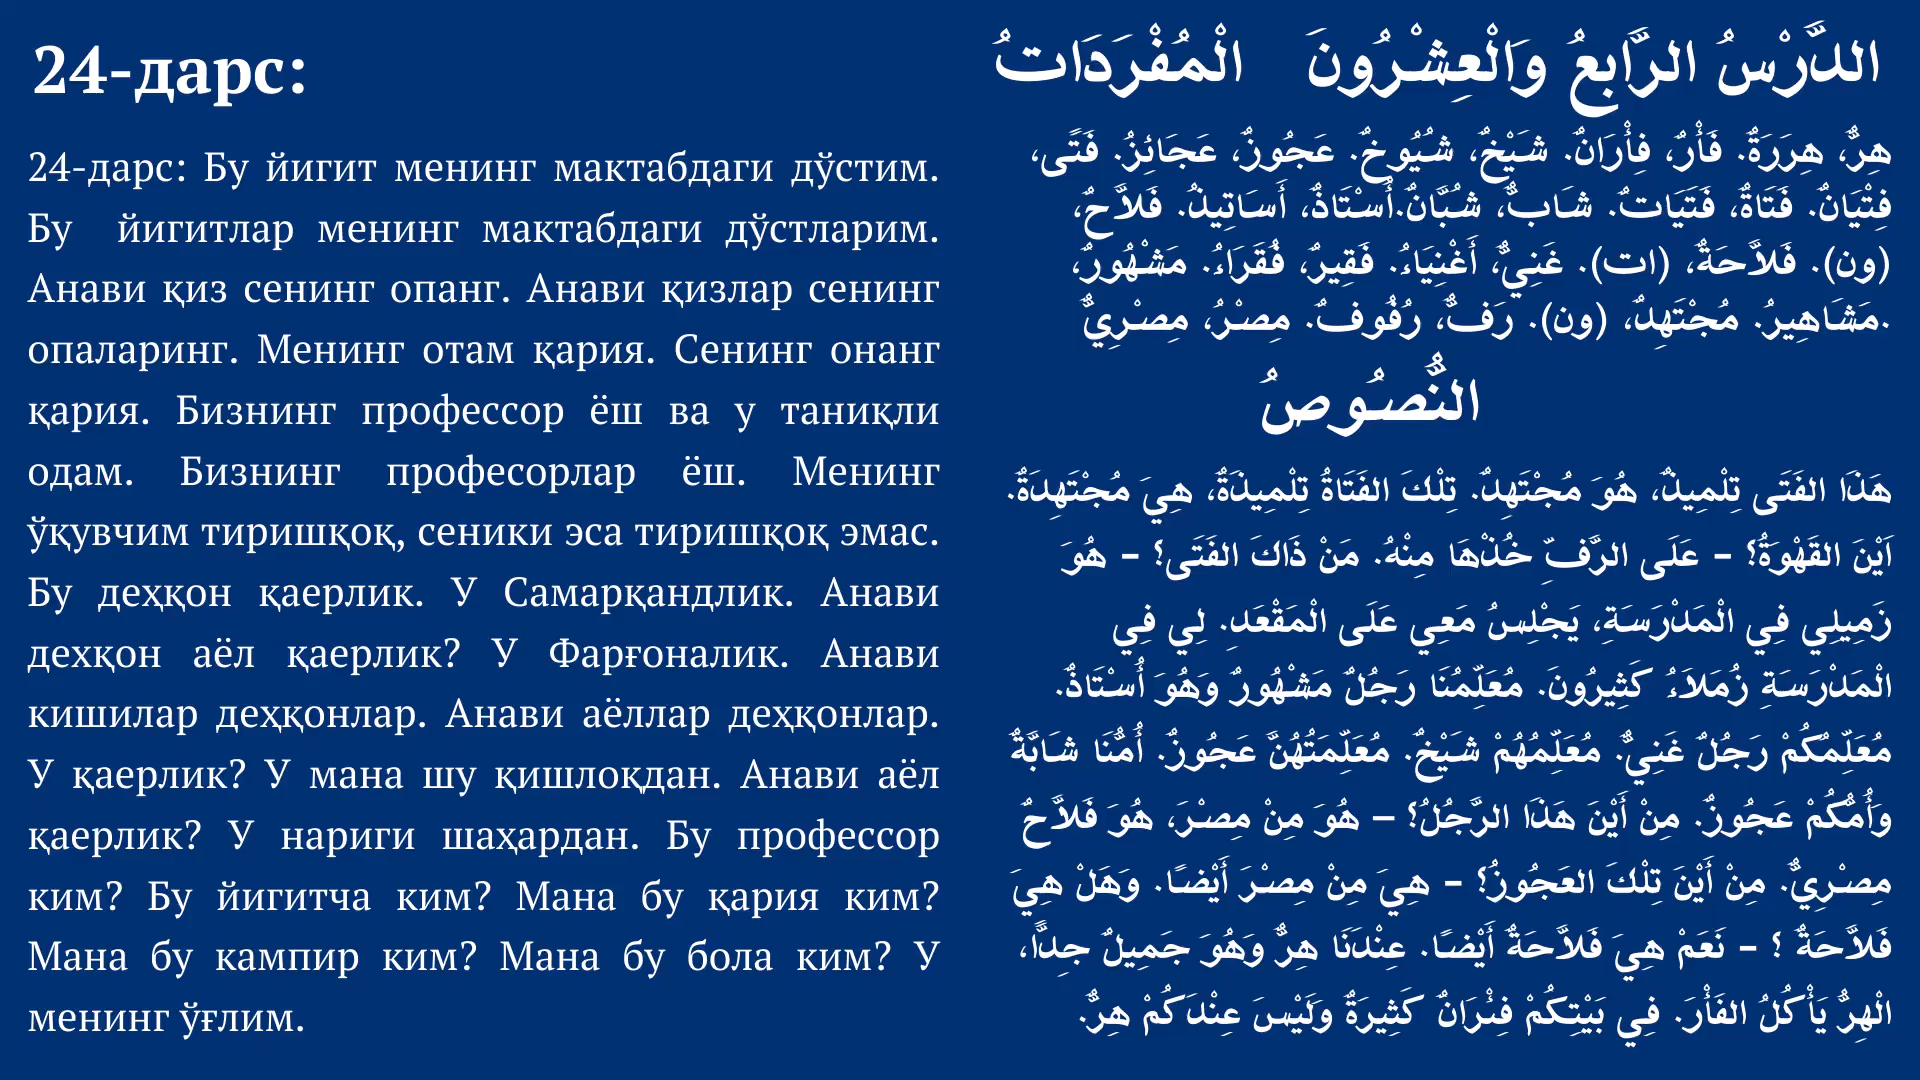 24-дарс:
24-дарс: Бу йигит менинг мактабдаги дўстим.
Бу йигитлар менинг мактабдаги дўстларим.
Анави қиз сенинг опанг. Анави қизлар сенинг
опаларинг. Менинг отам қария. Сенинг онанг
қария. Бизнинг профессор ёш ва у таниқли
одам. Бизнинг професорлар ёш. Менинг
ўқувчим тиришқоқ, сеники эса тиришқоқ эмас.
Бу деҳқон қаерлик. У Самарқандлик. Анави
дехқон аёл қаерлик? У Фарғоналик. Анави
кишилар деҳқонлар. Анави аёллар деҳқонлар.
У қаерлик? У мана шу қишлоқдан. Анави аёл
қаерлик? У нариги шаҳардан. Бу профессор
ким? Бу йигитча ким? Мана бу қария ким?
Мана бу кампир ким? Мана бу бола ким? У
менинг ўғлим.
الدَّرْسُ الرَّابِعُ وَالْعِشْرُونَ الْمُفْرَدَاتُ
هِرٌّ، هِرَرَةٌ. فَأْرٌ، فِأْرَانٌ. شَيْخٌ، شُيُوخٌ. عَجُوزٌ، عَجَائِزُ. فَتًى،
فِتْيَانٌ. فَتَاةٌ، فَتَيَاتٌ. شَابٌّ، شُبَّانٌ.أُسْتَاذٌ، أَسَاتِيذُ. فَلاَّحٌ،
(ون). فَلاَّحَةٌ، (ات). غَنِيٌّ، أَغْنِيَاءُ. فَقِيرٌ، فُقَرَاءُ. مَشْهُورٌ،
.مَشَاهِيرُ. مُجْتَهِدٌ، (ون). رَفٌّ، رُفُوفٌ. مِصْرُ، مِصْرِيٌّ
النُّصُوصُ
هَذَا الفَتَى تِلْمِيذٌ، هُوَ مُجْتَهِدٌ. تِلْكَ الفَتَاةُ تِلْمِيذَةٌ، هِيَ مُجْتَهِدَةٌ.
اَيْنَ القَهْوَةُ؟ – عَلَى الرَّفِّ خُذْهَا مِنْهُ. مَنْ ذَاكَ الفَتَى؟ – هُوَ
زَمِيلِي فِي الْمَدْرَسَةِ، يَجْلِسُ مَعِي عَلَى الْمَقْعَدِ. لِي فِي
الْمَدْرَسَةِ زُمَلاَءُ كَثِيرُونَ. مُعَلِّمُنَا رَجُلٌ مَشْهُورٌ وَهُوَ أُسْتَاذٌ.
مُعَلِّمُكُمْ رَجُلٌ غَنِيٌّ. مُعَلِّمُهُمْ شَيْخٌ. مُعَلِّمَتُهُنَّ عَجُوزٌ. أُمُّنَا شَابَّةٌ
وَأُمُّكُمْ عَجُوزٌ. مِنْ أَيْنَ هَذَا الرَّجُلُ؟ – هُوَ مِنْ مِصْرَ، هُوَ فَلاَّحٌ
مِصْرِيٌّ. مِنْ أَيْنَ تِلْكَ العَجُوزُ؟ – هِيَ مِنْ مِصْرَ أَيْضًا. وَهَلْ هِيَ
فَلاَّحَةٌ ؟ – نَعَمْ هِيَ فَلاَّحَةٌ أَيْضًا. عِنْدَنَا هِرٌّ وَهُوَ جَمِيلٌ جِدًّا،
الْهِرُّ يَأْكُلُ الفَأْرَ. فِي بَيْتِكُمْ فِئْرَانٌ كَثِيرَةٌ وَلَيْسَ عِنْدَكُمْ هِرٌّ.